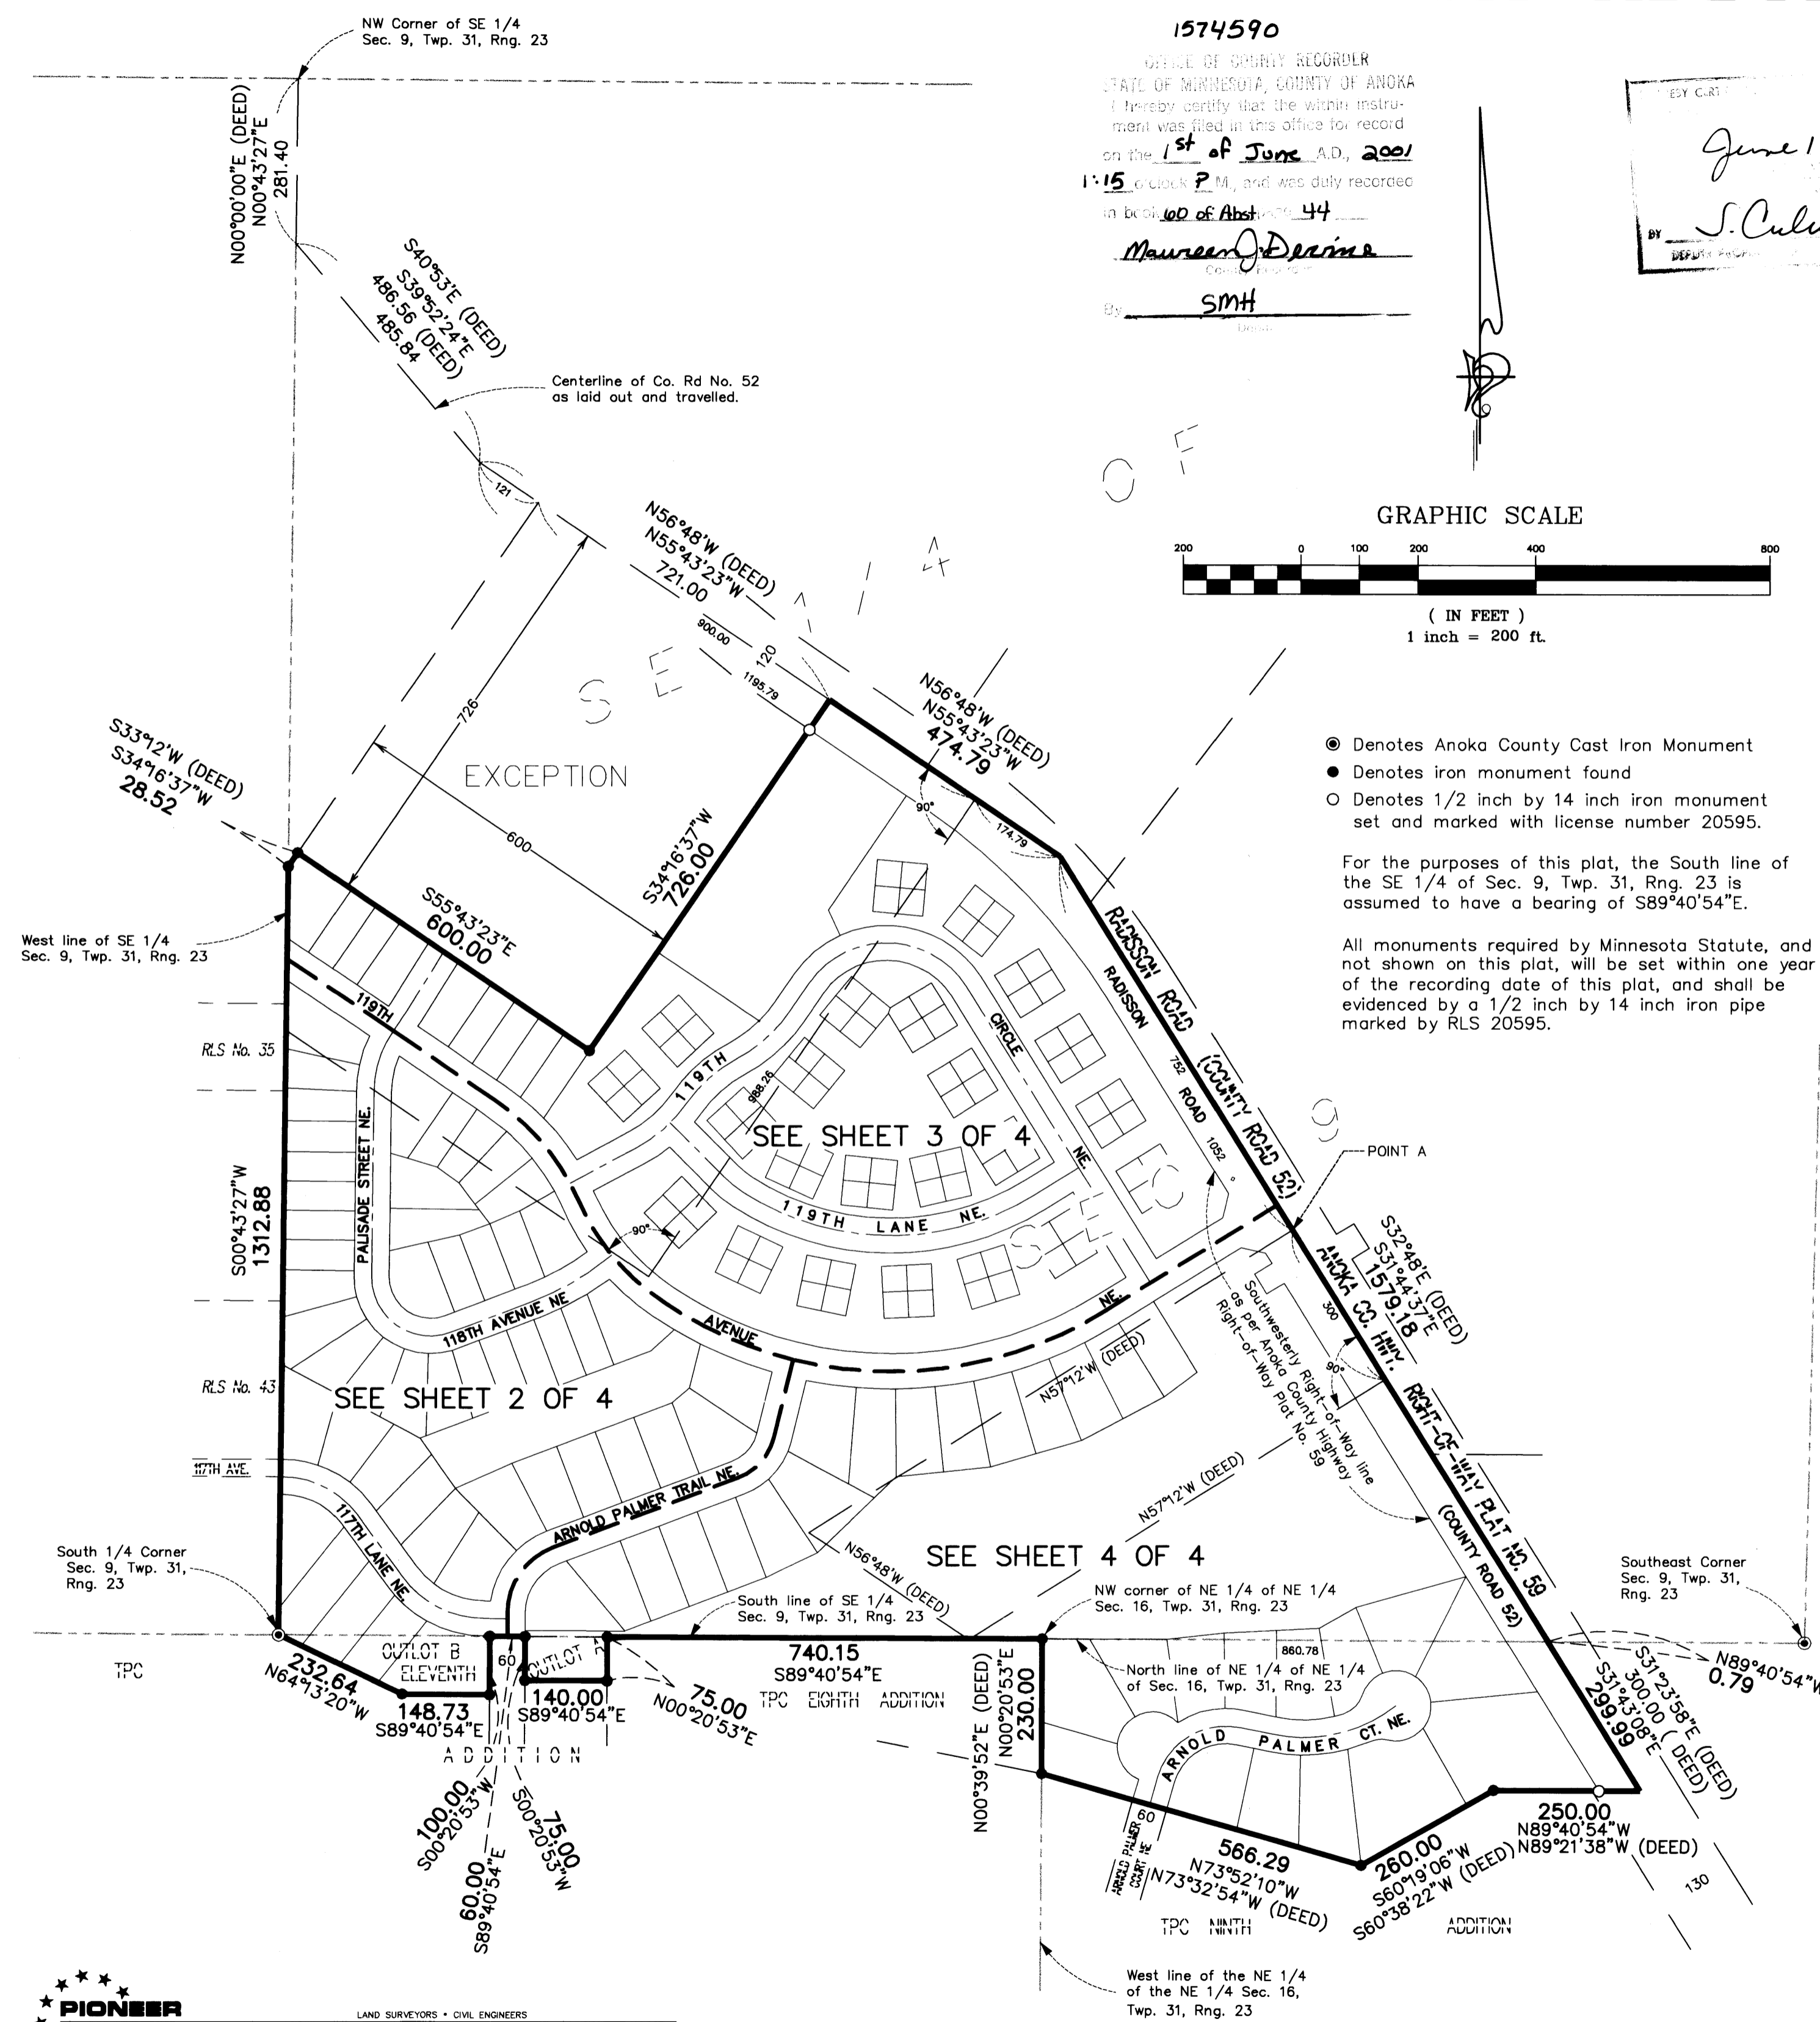 NW Corner of SE 1/4
Sec. 9, Twp. 31, Rng. 23
N00°00'00"E (DEED)
N00°43'27"E
281.40
S40°53'E (DEED)
S39°52'24"E
486.56 (DEED)
485.84
Centerline of Co. Rd No. 52
as laid out and travelled.
121
1574590
OFFICE OF COUNTY RECORDER
STATE OF MINNESOTA, COUNTY OF ANOKA
I hereby certify that the within instru-
ment was filed in this office for record
on the 1st of June A.D., 2001
1:15 o'clock P.M., and was duly recorded
in book 60 of Abst 44
Maureen J. Devine
By SMH
June 1
BY
GRAPHIC SCALE
200 0 100 200 400 800
( IN FEET )
1 inch = 200 ft.
N56°48'W (DEED)
N55°43'23"W
721.00
900.00
120
1195.79
SE 1/4 OF
SEC. 9
726
EXCEPTION
600
N56°48'W (DEED)
N55°43'23"W
474.79
90°
174.79
Denotes Anoka County Cast Iron Monument
Denotes iron monument found
Denotes 1/2 inch by 14 inch iron monument
set and marked with license number 20595.
For the purposes of this plat, the South line of
the SE 1/4 of Sec. 9, Twp. 31, Rng. 23 is
assumed to have a bearing of S89°40'54"E.
All monuments required by Minnesota Statute, and
not shown on this plat, will be set within one year
of the recording date of this plat, and shall be
evidenced by a 1/2 inch by 14 inch iron pipe
marked by RLS 20595.
S33°12'W (DEED)
S34°16'37"W
28.52
S55°43'23"E
600.00
S34°16'37"W
726.00
West line of SE 1/4
Sec. 9, Twp. 31, Rng. 23
119TH
RLS No. 35
PALISADE STREET NE.
S00°43'27"W
1312.88
119TH
CIRCLE
NE.
988.26
SEE SHEET 3 OF 4
119TH LANE NE.
RADISSON ROAD
(COUNTY ROAD 52)
RADISSON ROAD
752
1052
POINT A
90°
118TH AVENUE NE
AVENUE
NE.
N57°12'W (DEED)
Southwesterly Right-of-Way line
as per Anoka County Highway
Right-of-Way Plat No. 59
S32°48'E (DEED)
S31°44'37"E
1579.18
ANOKA CO. HWY. RIGHT-OF-WAY PLAT NO. 59
300
90°
RLS No. 43
SEE SHEET 2 OF 4
117TH AVE.
117TH LANE NE.
ARNOLD PALMER TRAIL NE.
N57°12'W (DEED)
N56°48'W (DEED)
SEE SHEET 4 OF 4
(COUNTY ROAD 52)
South 1/4 Corner
Sec. 9, Twp. 31,
Rng. 23
South line of SE 1/4
Sec. 9, Twp. 31, Rng. 23
NW corner of NE 1/4 of NE 1/4
Sec. 16, Twp. 31, Rng. 23
Southeast Corner
Sec. 9, Twp. 31,
Rng. 23
TPC
232.64
N64°13'20"W
OUTLOT B
ELEVENTH
60
OUTLOT A
148.73
S89°40'54"E
140.00
S89°40'54"E
75.00
N00°20'53"E
740.15
S89°40'54"E
TPC EIGHTH ADDITION
N00°39'52"E (DEED)
N00°20'53"E
230.00
860.78
North line of NE 1/4 of NE 1/4
of Sec. 16, Twp. 31, Rng. 23
N89°40'54"W
0.79
S31°23'58"E (DEED)
300.00 (DEED)
S31°43'08"E
299.99
ADDITION
100.00
S00°20'53"W
60.00
S89°40'54"E
75.00
S00°20'53"W
ARNOLD PALMER CT. NE.
60
ARNOLD PALMER
COURT NE
566.29
N73°52'10"W
N73°32'54"W (DEED)
260.00
S60°19'06"W
S60°38'22"W (DEED)
250.00
N89°40'54"W
N89°21'38"W (DEED)
130
TPC NINTH ADDITION
West line of the NE 1/4
of the NE 1/4 Sec. 16,
Twp. 31, Rng. 23
PIONEER
LAND SURVEYORS • CIVIL ENGINEERS